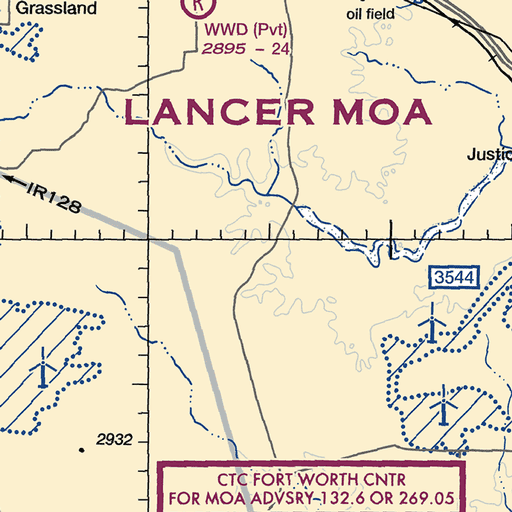 Grassland
R
WWD (Pvt)
2895 – 24
oil field
LANCER MOA
IR128
3544
2932
CTC FORT WORTH CNTR
FOR MOA ADVSRY 132.6 OR 269.05